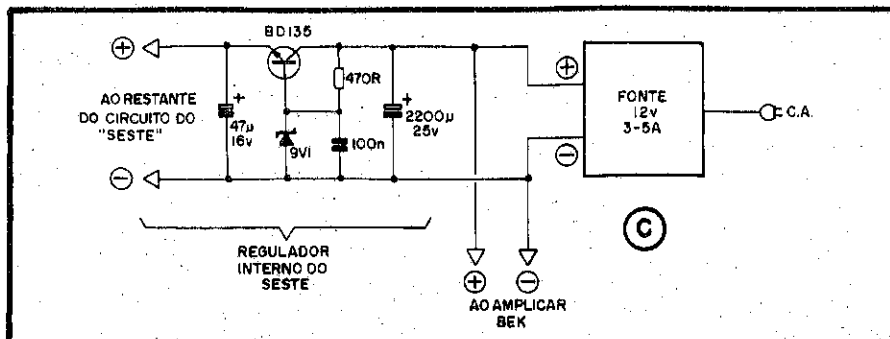 BD135
⊕
470R
⊕
AO RESTANTE
DO CIRCUITO DO
"SESTE"
+
47µ
16v
+
2200µ
25v
FONTE
12v
3-5A
C.A.
9V1
100n
⊖
⊖
C
REGULADOR
INTERNO DO
SESTE
⊕
⊖
AO AMPLICAR
BEK